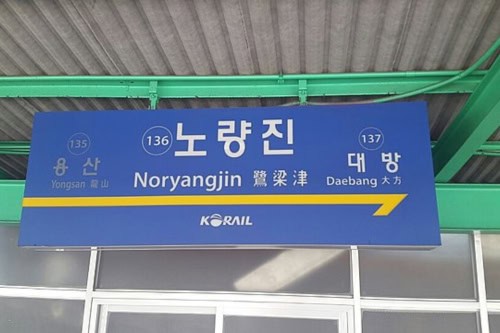 135
용산
Yongsan 龍山
136 노량진
Noryangjin 鷺梁津
137
대방
Daebang 大方
KORAIL